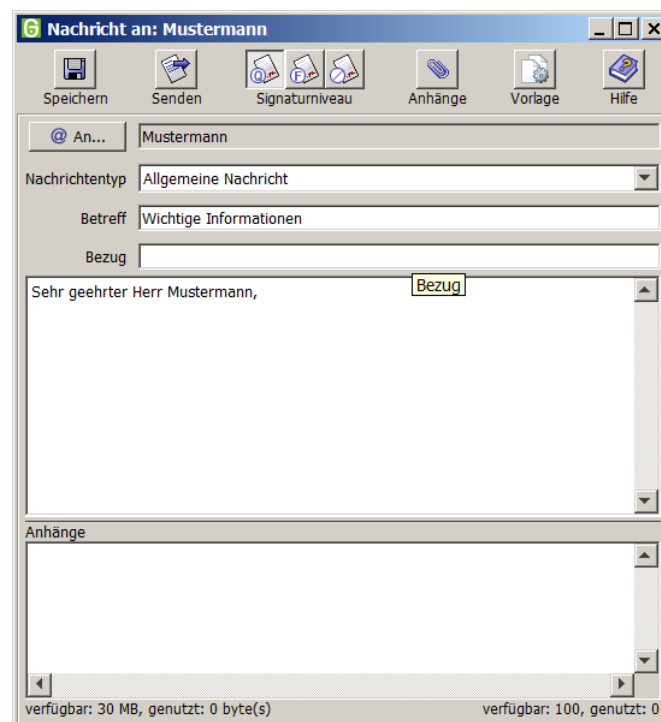 G Nachricht an: Mustermann
Q F
Speichern Senden Signaturniveau Anhänge Vorlage Hilfe
@ An... Mustermann
Nachrichtentyp Allgemeine Nachricht
Betreff Wichtige Informationen
Bezug
Bezug
Sehr geehrter Herr Mustermann,
Anhänge
verfügbar: 30 MB, genutzt: 0 byte(s) verfügbar: 100, genutzt: 0